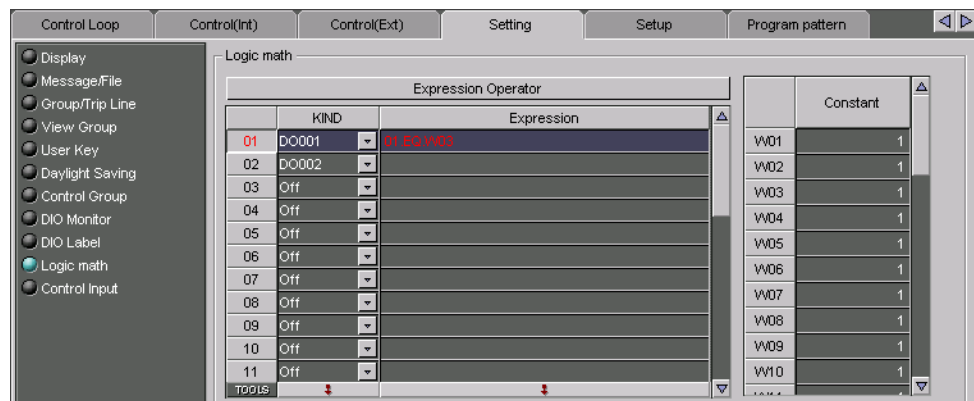 Control Loop Control(Int) Control(Ext) Setting Setup Program pattern
Display
Message/File
Group/Trip Line
View Group
User Key
Daylight Saving
Control Group
DIO Monitor
DIO Label
Logic math
Control Input
Logic math
Expression Operator
KIND Expression
01 DO001 01.EQ.W03
02 DO002
03 Off
04 Off
05 Off
06 Off
07 Off
08 Off
09 Off
10 Off
11 Off
TOOLS
Constant
W01 1
W02 1
W03 1
W04 1
W05 1
W06 1
W07 1
W08 1
W09 1
W10 1